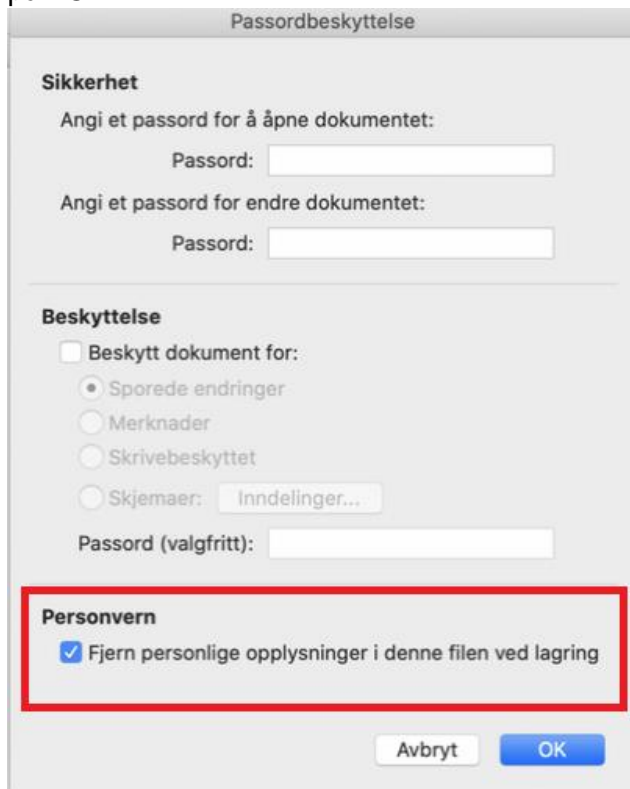 Passordbeskyttelse
Sikkerhet
Angi et passord for å åpne dokumentet:
Passord:
Angi et passord for endre dokumentet:
Passord:
Beskyttelse
Beskytt dokument for:
Sporede endringer
Merknader
Skrivebeskyttet
Skjemaer: Inndelinger...
Passord (valgfritt):
Personvern
Fjern personlige opplysninger i denne filen ved lagring
Avbryt OK